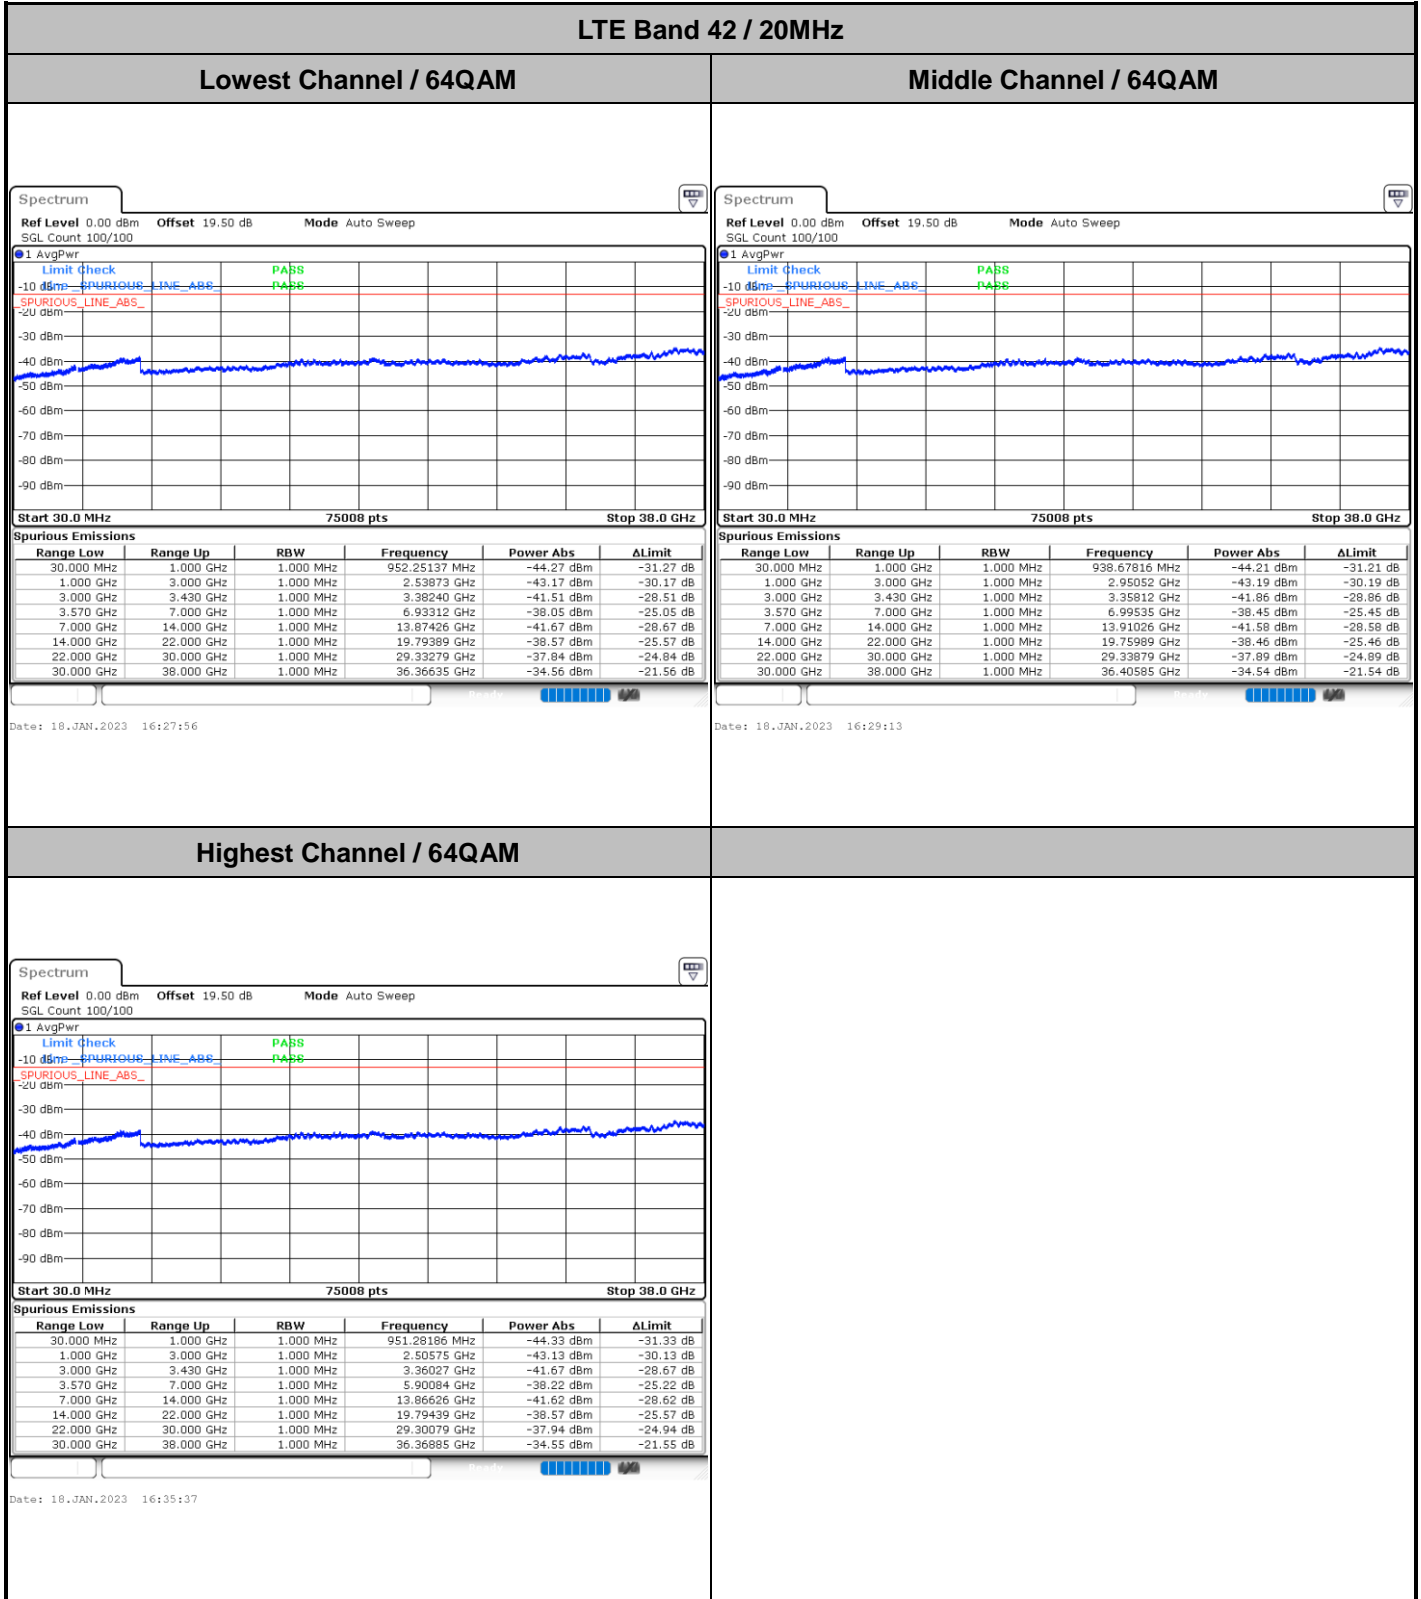 LTE Band 42 / 20MHz
Lowest Channel / 64QAM
Middle Channel / 64QAM
Spectrum
Ref Level 0.00 dBm Offset 19.50 dB Mode Auto Sweep
SGL Count 100/100
1 AvgPwr
Limit Check PASS
Line _SPURIOUS_LINE_ABS_ PASS
-10 dBm
_SPURIOUS_LINE_ABS_
-20 dBm
-30 dBm
-40 dBm
-50 dBm
-60 dBm
-70 dBm
-80 dBm
-90 dBm
Start 30.0 MHz 75008 pts Stop 38.0 GHz
Spurious Emissions
Range Low Range Up RBW Frequency Power Abs ΔLimit
30.000 MHz 1.000 GHz 1.000 MHz 952.25137 MHz -44.27 dBm -31.27 dB
1.000 GHz 3.000 GHz 1.000 MHz 2.53873 GHz -43.17 dBm -30.17 dB
3.000 GHz 3.430 GHz 1.000 MHz 3.38240 GHz -41.51 dBm -28.51 dB
3.570 GHz 7.000 GHz 1.000 MHz 6.93312 GHz -38.05 dBm -25.05 dB
7.000 GHz 14.000 GHz 1.000 MHz 13.87426 GHz -41.67 dBm -28.67 dB
14.000 GHz 22.000 GHz 1.000 MHz 19.79389 GHz -38.57 dBm -25.57 dB
22.000 GHz 30.000 GHz 1.000 MHz 29.33279 GHz -37.84 dBm -24.84 dB
30.000 GHz 38.000 GHz 1.000 MHz 36.36635 GHz -34.56 dBm -21.56 dB
Ready
Date: 18.JAN.2023 16:27:56
Spectrum
Ref Level 0.00 dBm Offset 19.50 dB Mode Auto Sweep
SGL Count 100/100
1 AvgPwr
Limit Check PASS
Line _SPURIOUS_LINE_ABS_ PASS
-10 dBm
_SPURIOUS_LINE_ABS_
-20 dBm
-30 dBm
-40 dBm
-50 dBm
-60 dBm
-70 dBm
-80 dBm
-90 dBm
Start 30.0 MHz 75008 pts Stop 38.0 GHz
Spurious Emissions
Range Low Range Up RBW Frequency Power Abs ΔLimit
30.000 MHz 1.000 GHz 1.000 MHz 938.67816 MHz -44.21 dBm -31.21 dB
1.000 GHz 3.000 GHz 1.000 MHz 2.95052 GHz -43.19 dBm -30.19 dB
3.000 GHz 3.430 GHz 1.000 MHz 3.35812 GHz -41.86 dBm -28.86 dB
3.570 GHz 7.000 GHz 1.000 MHz 6.99535 GHz -38.45 dBm -25.45 dB
7.000 GHz 14.000 GHz 1.000 MHz 13.91026 GHz -41.58 dBm -28.58 dB
14.000 GHz 22.000 GHz 1.000 MHz 19.75989 GHz -38.46 dBm -25.46 dB
22.000 GHz 30.000 GHz 1.000 MHz 29.33879 GHz -37.89 dBm -24.89 dB
30.000 GHz 38.000 GHz 1.000 MHz 36.40585 GHz -34.54 dBm -21.54 dB
Ready
Date: 18.JAN.2023 16:29:13
Highest Channel / 64QAM
Spectrum
Ref Level 0.00 dBm Offset 19.50 dB Mode Auto Sweep
SGL Count 100/100
1 AvgPwr
Limit Check PASS
Line _SPURIOUS_LINE_ABS_ PASS
-10 dBm
_SPURIOUS_LINE_ABS_
-20 dBm
-30 dBm
-40 dBm
-50 dBm
-60 dBm
-70 dBm
-80 dBm
-90 dBm
Start 30.0 MHz 75008 pts Stop 38.0 GHz
Spurious Emissions
Range Low Range Up RBW Frequency Power Abs ΔLimit
30.000 MHz 1.000 GHz 1.000 MHz 951.28186 MHz -44.33 dBm -31.33 dB
1.000 GHz 3.000 GHz 1.000 MHz 2.50575 GHz -43.13 dBm -30.13 dB
3.000 GHz 3.430 GHz 1.000 MHz 3.36027 GHz -41.67 dBm -28.67 dB
3.570 GHz 7.000 GHz 1.000 MHz 5.90084 GHz -38.22 dBm -25.22 dB
7.000 GHz 14.000 GHz 1.000 MHz 13.86626 GHz -41.62 dBm -28.62 dB
14.000 GHz 22.000 GHz 1.000 MHz 19.79439 GHz -38.57 dBm -25.57 dB
22.000 GHz 30.000 GHz 1.000 MHz 29.30079 GHz -37.94 dBm -24.94 dB
30.000 GHz 38.000 GHz 1.000 MHz 36.36885 GHz -34.55 dBm -21.55 dB
Ready
Date: 18.JAN.2023 16:35:37